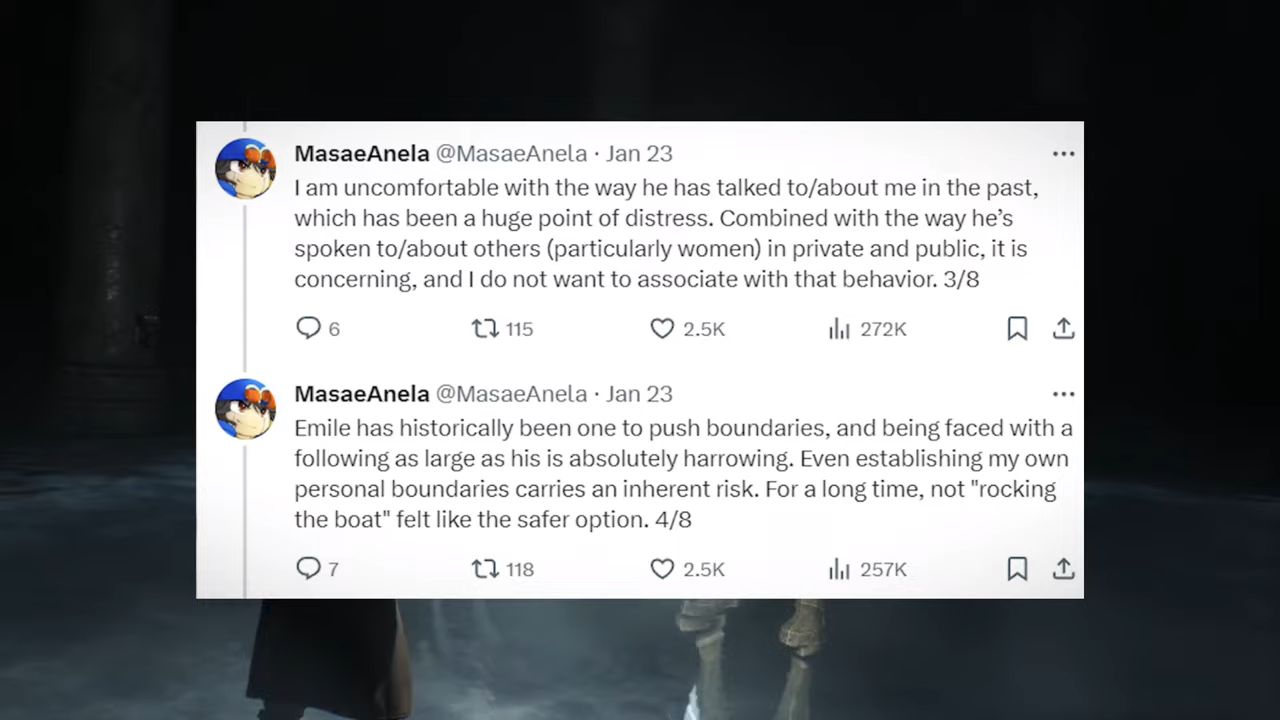 MasaeAnela @MasaeAnela · Jan 23
I am uncomfortable with the way he has talked to/about me in the past,
which has been a huge point of distress. Combined with the way he’s
spoken to/about others (particularly women) in private and public, it is
concerning, and I do not want to associate with that behavior. 3/8
6 115 2.5K 272K
MasaeAnela @MasaeAnela · Jan 23
Emile has historically been one to push boundaries, and being faced with a
following as large as his is absolutely harrowing. Even establishing my own
personal boundaries carries an inherent risk. For a long time, not "rocking
the boat" felt like the safer option. 4/8
7 118 2.5K 257K